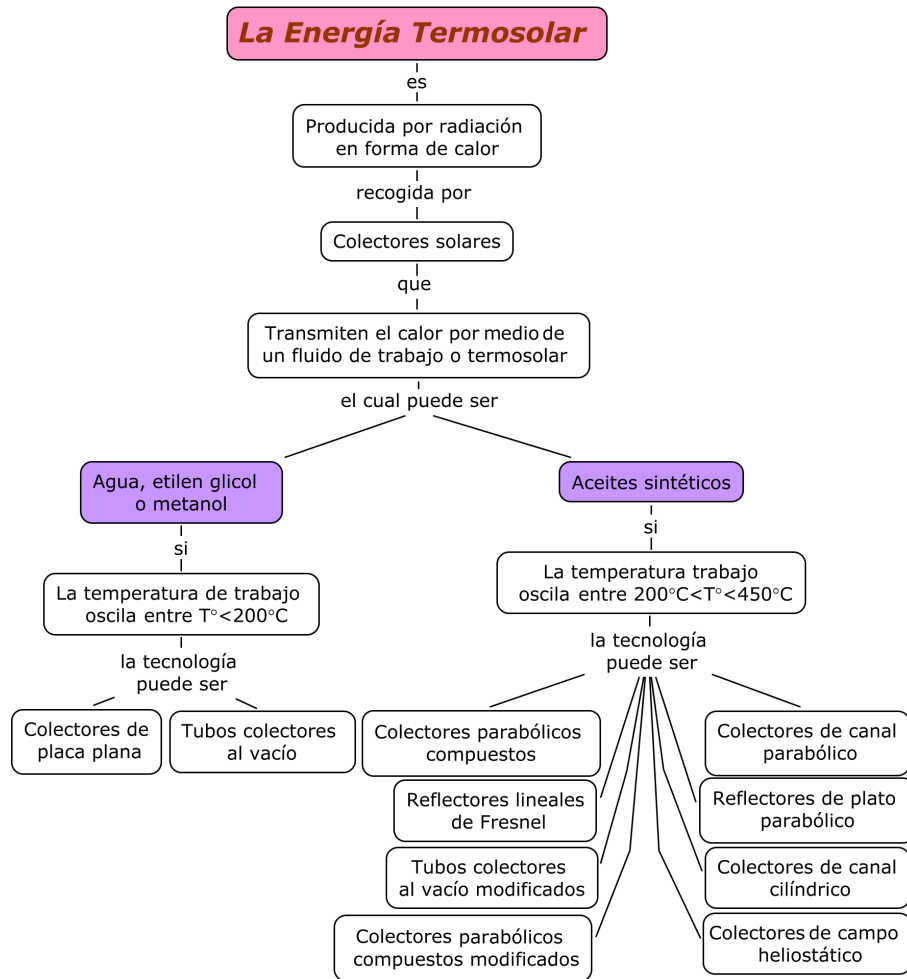 La Energía Termosolar
es
Producida por radiación
en forma de calor
recogida por
Colectores solares
que
Transmiten el calor por medio de
un fluido de trabajo o termosolar
el cual puede ser
Agua, etilen glicol
o metanol
si
La temperatura de trabajo
oscila entre T°<200°C
la tecnología
puede ser
Colectores de
placa plana
Tubos colectores
al vacío
Aceites sintéticos
si
La temperatura trabajo
oscila entre 200°C<T°<450°C
la tecnología
puede ser
Colectores parabólicos
compuestos
Reflectores lineales
de Fresnel
Tubos colectores
al vacío modificados
Colectores parabólicos
compuestos modificados
Colectores de canal
parabólico
Reflectores de plato
parabólico
Colectores de canal
cilíndrico
Colectores de campo
heliostático